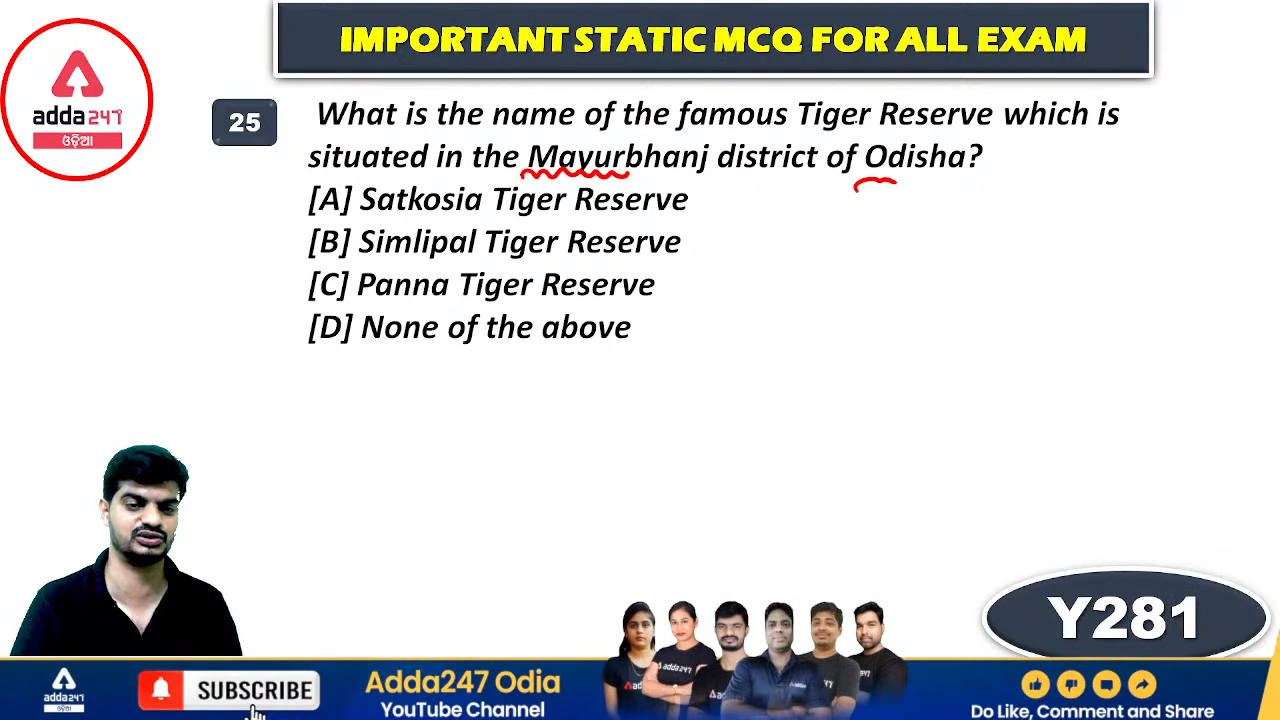 IMPORTANT STATIC MCQ FOR ALL EXAM
adda247
ଓଡ଼ିଆ
25
What is the name of the famous Tiger Reserve which is
situated in the Mayurbhanj district of Odisha?
[A] Satkosia Tiger Reserve
[B] Simlipal Tiger Reserve
[C] Panna Tiger Reserve
[D] None of the above
Y281
adda247
ଓଡ଼ିଆ
SUBSCRIBE
Adda247 Odia
YouTube Channel
Do Like, Comment and Share